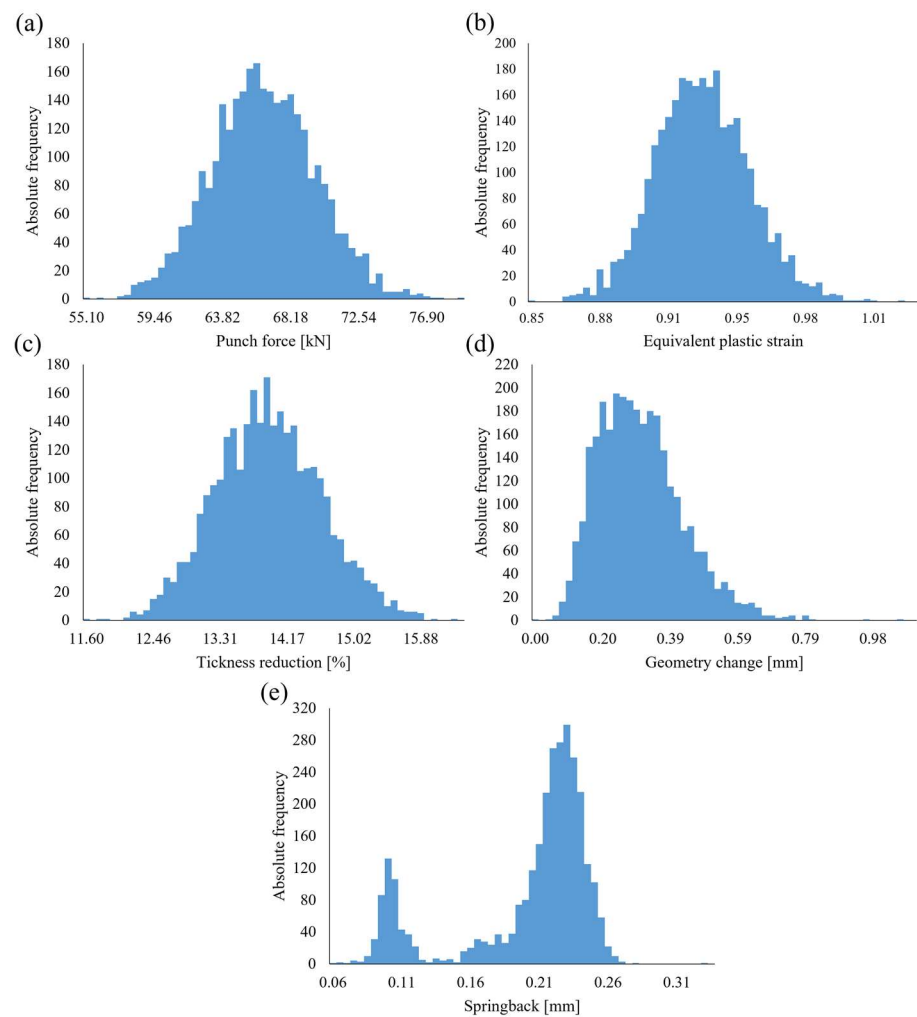 (a)
180
160
140
120
100
80
60
40
20
0
Absolute frequency
55.10 59.46 63.82 68.18 72.54 76.90
Punch force [kN]
(b)
200
180
160
140
120
100
80
60
40
20
0
Absolute frequency
0.85 0.88 0.91 0.95 0.98 1.01
Equivalent plastic strain
(c)
180
160
140
120
100
80
60
40
20
0
Absolute frequency
11.60 12.46 13.31 14.17 15.02 15.88
Tickness reduction [%]
(d)
220
200
180
160
140
120
100
80
60
40
20
0
Absolute frequency
0.00 0.20 0.39 0.59 0.79 0.98
Geometry change [mm]
(e)
320
280
240
200
160
120
80
40
0
Absolute frequency
0.06 0.11 0.16 0.21 0.26 0.31
Springback [mm]